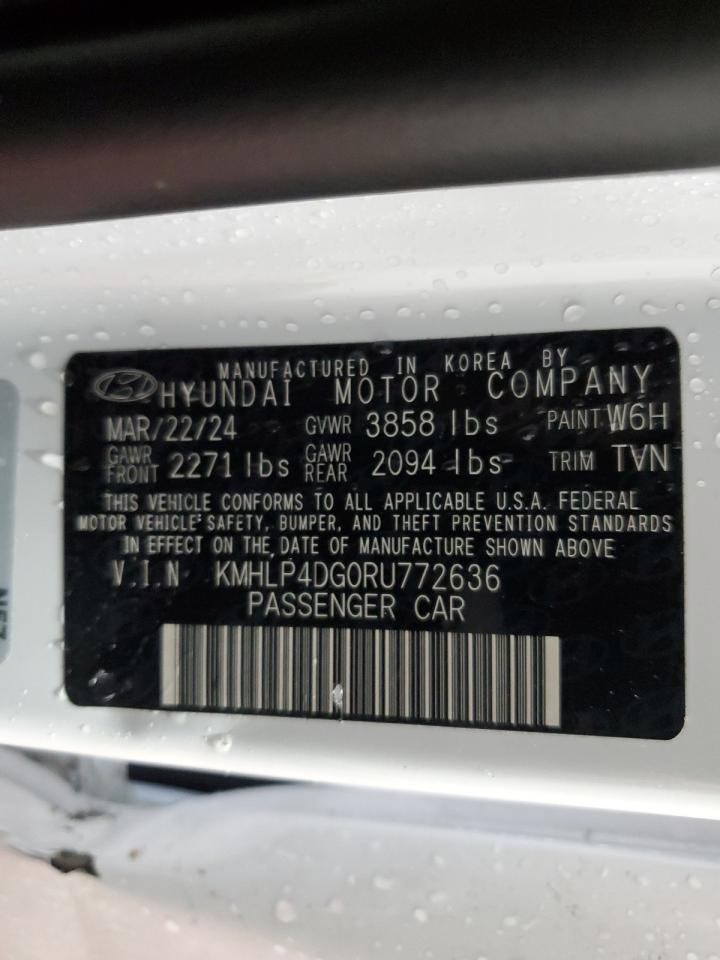 MANUFACTURED IN KOREA BY
HYUNDAI MOTOR COMPANY
MAR/22/24 GVWR 3858 lbs PAINT W6H
GAWR FRONT 2271 lbs GAWR REAR 2094 lbs TRIM TVN
THIS VEHICLE CONFORMS TO ALL APPLICABLE U.S.A. FEDERAL
MOTOR VEHICLE SAFETY, BUMPER, AND THEFT PREVENTION STANDARDS
IN EFFECT ON THE DATE OF MANUFACTURE SHOWN ABOVE
V.I.N KMHLP4DG0RU772636
PASSENGER CAR